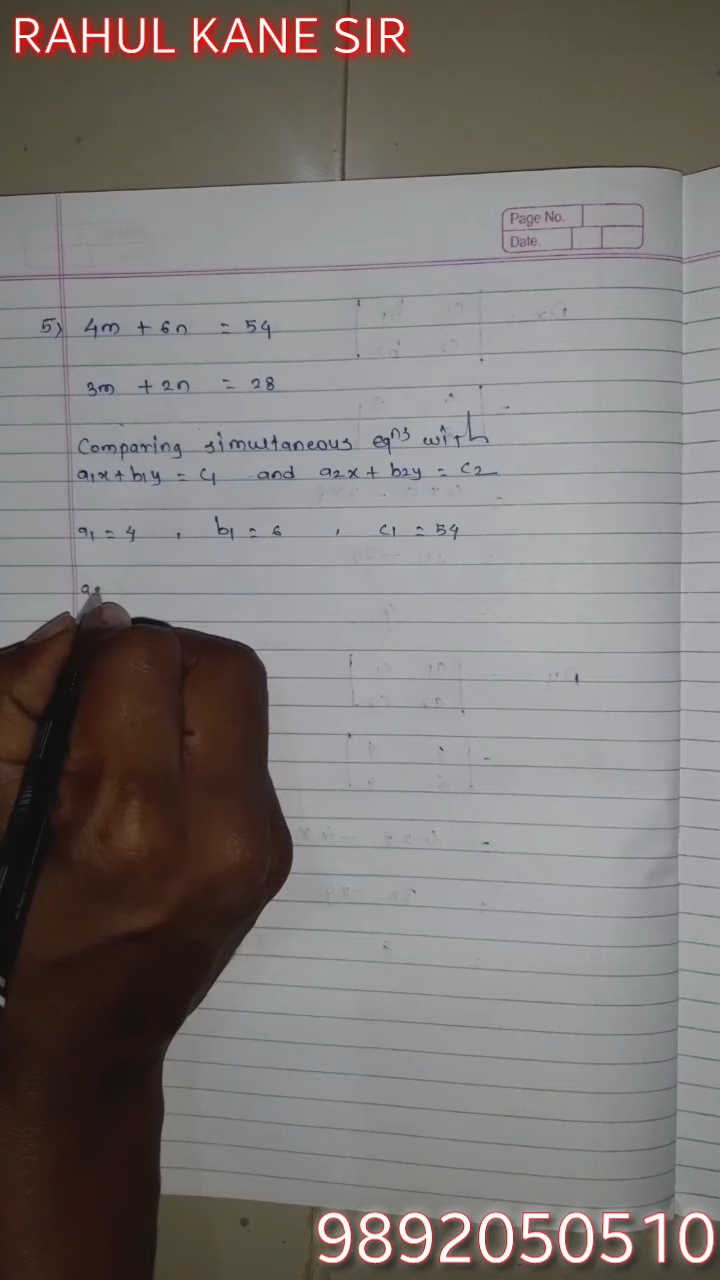 RAHUL KANE SIR
Page No.
Date.
5) 4m + 6n = 54
3m + 2n = 28
Comparing simultaneous eqns with
a1x + b1y = c1 and a2x + b2y = c2
a1 = 4 , b1 = 6 , c1 = 54
9892050510